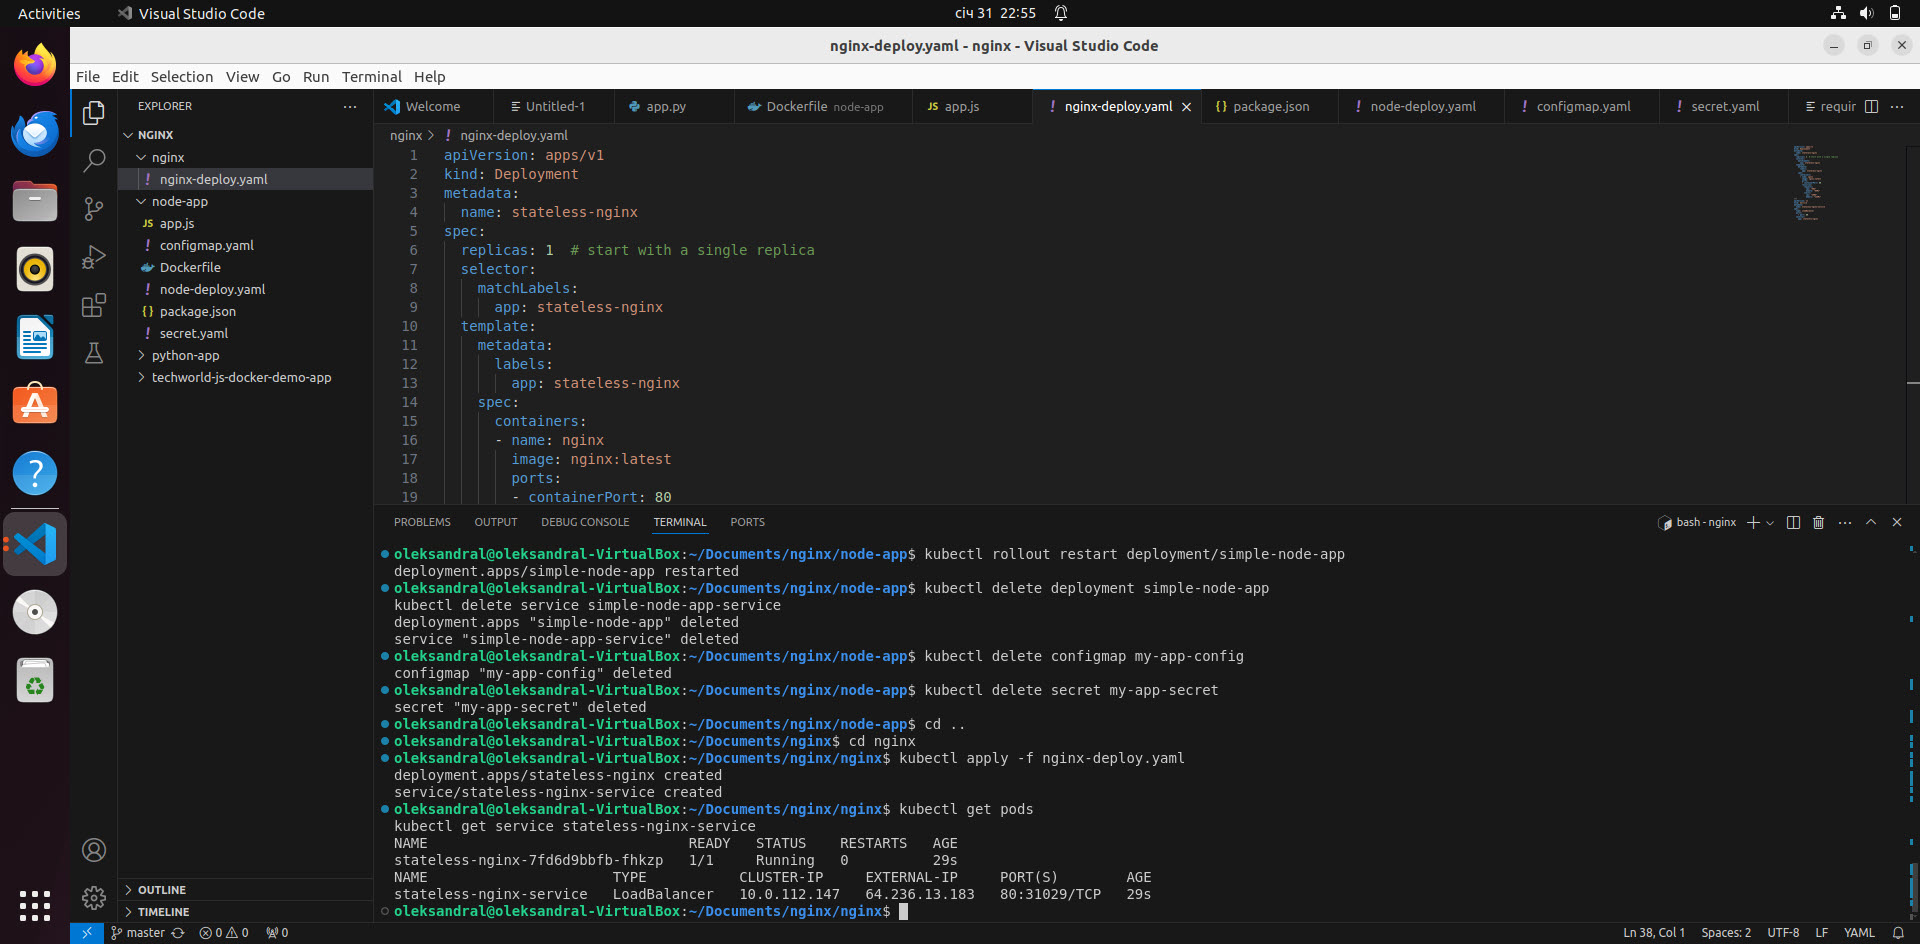 Activities
Visual Studio Code
січ 31 22:55
nginx-deploy.yaml - nginx - Visual Studio Code
File Edit Selection View Go Run Terminal Help
EXPLORER
Welcome
Untitled-1
app.py
Dockerfile node-app
JS app.js
! nginx-deploy.yaml
{} package.json
! node-deploy.yaml
! configmap.yaml
! secret.yaml
requir
NGINX
nginx
! nginx-deploy.yaml
node-app
JS app.js
! configmap.yaml
Dockerfile
! node-deploy.yaml
{} package.json
! secret.yaml
python-app
techworld-js-docker-demo-app
OUTLINE
TIMELINE
nginx > ! nginx-deploy.yaml
1 apiVersion: apps/v1
2 kind: Deployment
3 metadata:
4 name: stateless-nginx
5 spec:
6 replicas: 1 # start with a single replica
7 selector:
8 matchLabels:
9 app: stateless-nginx
10 template:
11 metadata:
12 labels:
13 app: stateless-nginx
14 spec:
15 containers:
16 - name: nginx
17 image: nginx:latest
18 ports:
19 - containerPort: 80
PROBLEMS OUTPUT DEBUG CONSOLE TERMINAL PORTS
bash - nginx
oleksandral@oleksandral-VirtualBox:~/Documents/nginx/node-app$ kubectl rollout restart deployment/simple-node-app
deployment.apps/simple-node-app restarted
oleksandral@oleksandral-VirtualBox:~/Documents/nginx/node-app$ kubectl delete deployment simple-node-app
kubectl delete service simple-node-app-service
deployment.apps "simple-node-app" deleted
service "simple-node-app-service" deleted
oleksandral@oleksandral-VirtualBox:~/Documents/nginx/node-app$ kubectl delete configmap my-app-config
configmap "my-app-config" deleted
oleksandral@oleksandral-VirtualBox:~/Documents/nginx/node-app$ kubectl delete secret my-app-secret
secret "my-app-secret" deleted
oleksandral@oleksandral-VirtualBox:~/Documents/nginx/node-app$ cd ..
oleksandral@oleksandral-VirtualBox:~/Documents/nginx$ cd nginx
oleksandral@oleksandral-VirtualBox:~/Documents/nginx/nginx$ kubectl apply -f nginx-deploy.yaml
deployment.apps/stateless-nginx created
service/stateless-nginx-service created
oleksandral@oleksandral-VirtualBox:~/Documents/nginx/nginx$ kubectl get pods
kubectl get service stateless-nginx-service
NAME READY STATUS RESTARTS AGE
stateless-nginx-7fd6d9bbfb-fhkzp 1/1 Running 0 29s
NAME TYPE CLUSTER-IP EXTERNAL-IP PORT(S) AGE
stateless-nginx-service LoadBalancer 10.0.112.147 64.236.13.183 80:31029/TCP 29s
oleksandral@oleksandral-VirtualBox:~/Documents/nginx/nginx$
master 0 0 0
Ln 38, Col 1 Spaces: 2 UTF-8 LF YAML